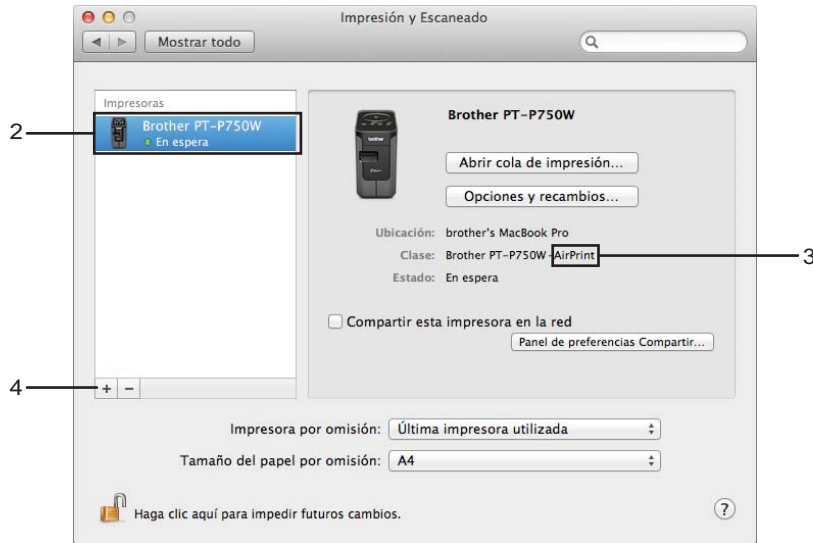 Impresión y Escaneado
Mostrar todo
Impresoras
2
Brother PT-P750W
En espera
Brother PT-P750W
Abrir cola de impresión...
Opciones y recambios...
Ubicación: brother's MacBook Pro
Clase: Brother PT-P750W-AirPrint
3
Estado: En espera
Compartir esta impresora en la red
Panel de preferencias Compartir...
4
+ −
Impresora por omisión: Última impresora utilizada
Tamaño del papel por omisión: A4
Haga clic aquí para impedir futuros cambios.
?